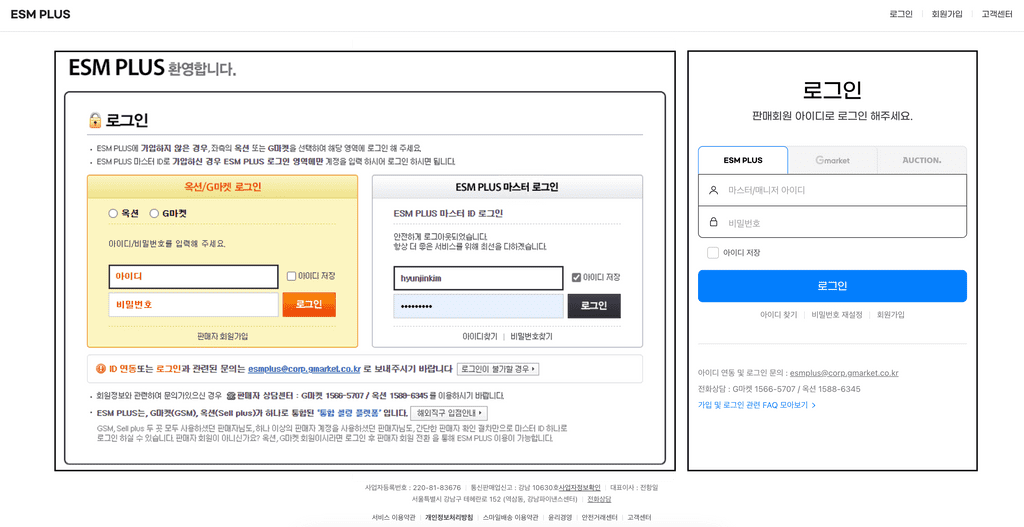 ESM PLUS
로그인 | 회원가입 | 고객센터
ESM PLUS 환영합니다.
로그인
• ESM PLUS에 가입하지 않은 경우, 좌측의 옥션 또는 G마켓을 선택하여 해당 영역에 로그인 해 주세요.
• ESM PLUS 마스터 ID로 가입하신 경우 ESM PLUS 로그인 영역에만 계정을 입력 하시어 로그인 하시면 됩니다.
옥션/G마켓 로그인
옥션 G마켓
아이디/비밀번호를 입력해 주세요.
아이디
아이디 저장
비밀번호
로그인
판매자 회원가입
ESM PLUS 마스터 로그인
ESM PLUS 마스터 ID 로그인
안전하게 로그아웃되었습니다.
항상 더 좋은 서비스를 위해 최선을 다하겠습니다.
hyunjinkim
아이디 저장
•••••••••
로그인
아이디찾기 | 비밀번호찾기
ID 연동또는 로그인과 관련된 문의는 esmplus@corp.gmarket.co.kr 로 보내주시기 바랍니다 로그인이 불가할 경우
• 회원정보와 관련하여 문의가있으신 경우 판매자 상담센터 : G마켓 1566-5707 / 옥션 1588-6345 를 이용하시기 바랍니다.
• ESM PLUS는, G마켓(GSM), 옥션(Sell plus)가 하나로 통합된 '통합 셀링 플랫폼' 입니다. 해외직구 입점안내
GSM, Sell plus 두 곳 모두 사용하셨던 판매자님도, 하나 이상의 판매자 계정을 사용하셨던 판매자님도, 간단한 판매자 확인 절차만으로 마스터 ID 하나로
로그인 하실 수 있습니다. 판매자 회원이 아니신가요? 옥션, G마켓 회원이시라면 로그인 후 판매자 회원 전환 을 통해 ESM PLUS 이용이 가능합니다.
로그인
판매회원 아이디로 로그인 해주세요.
ESM PLUS Gmarket AUCTION.
마스터/매니저 아이디
비밀번호
아이디 저장
로그인
아이디 찾기 | 비밀번호 재설정 | 회원가입
아이디 연동 및 로그인 문의 : esmplus@corp.gmarket.co.kr
전화상담 : G마켓 1566-5707 / 옥션 1588-6345
가입 및 로그인 관련 FAQ 모아보기 >
사업자등록번호 : 220-81-83676 | 통신판매업신고 : 강남 10630호사업자정보확인 | 대표이사 : 전항일
서울특별시 강남구 테헤란로 152 (역삼동, 강남파이낸스센터) | 전화상담
서비스 이용약관 | 개인정보처리방침 | 스마일배송 이용약관 | 윤리경영 | 안전거래센터 | 고객센터